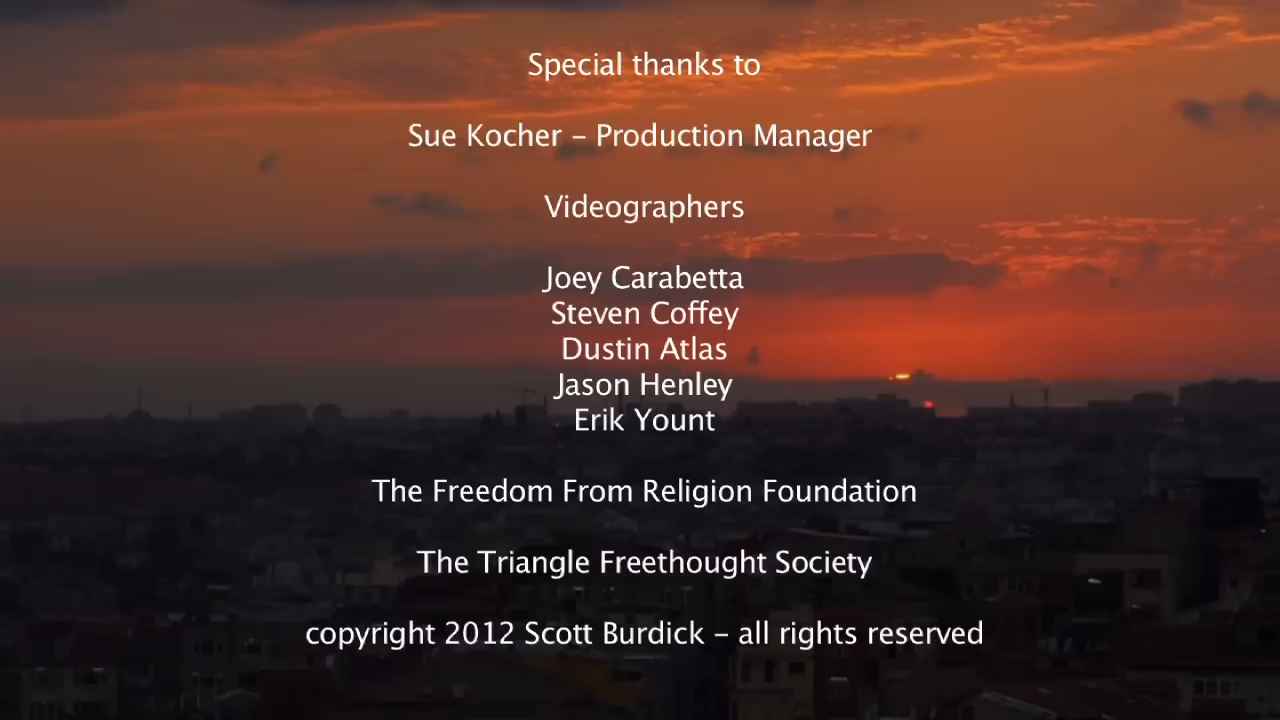 Special thanks to
Sue Kocher – Production Manager
Videographers
Joey Carabetta
Steven Coffey
Dustin Atlas
Jason Henley
Erik Yount
The Freedom From Religion Foundation
The Triangle Freethought Society
copyright 2012 Scott Burdick – all rights reserved